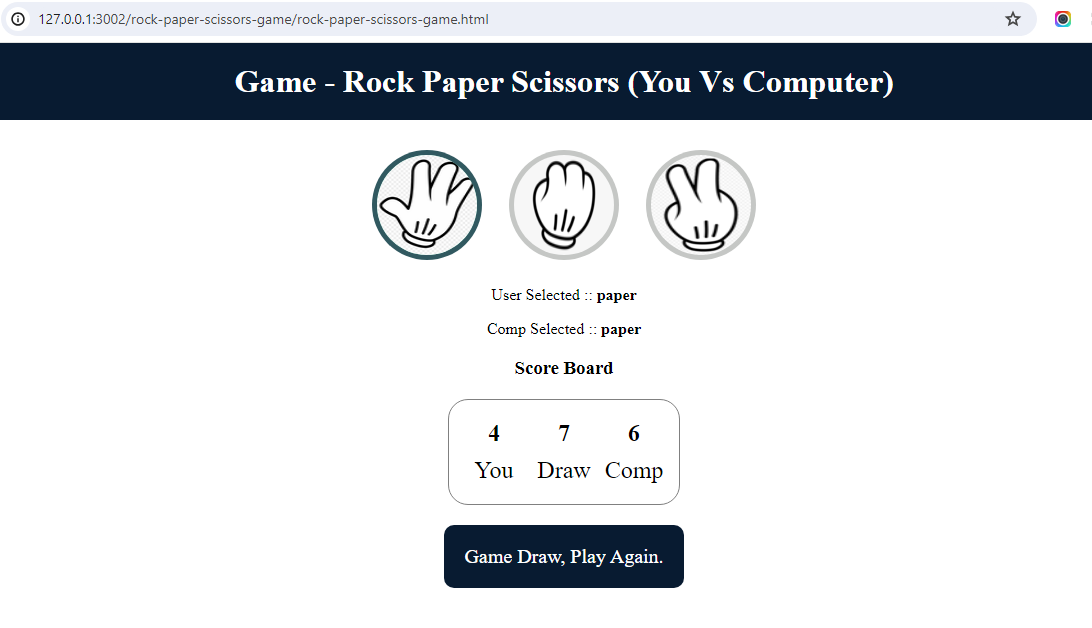 127.0.0.1:3002/rock-paper-scissors-game/rock-paper-scissors-game.html
Game - Rock Paper Scissors (You Vs Computer)
User Selected :: paper
Comp Selected :: paper
Score Board
4 7 6
You Draw Comp
Game Draw, Play Again.